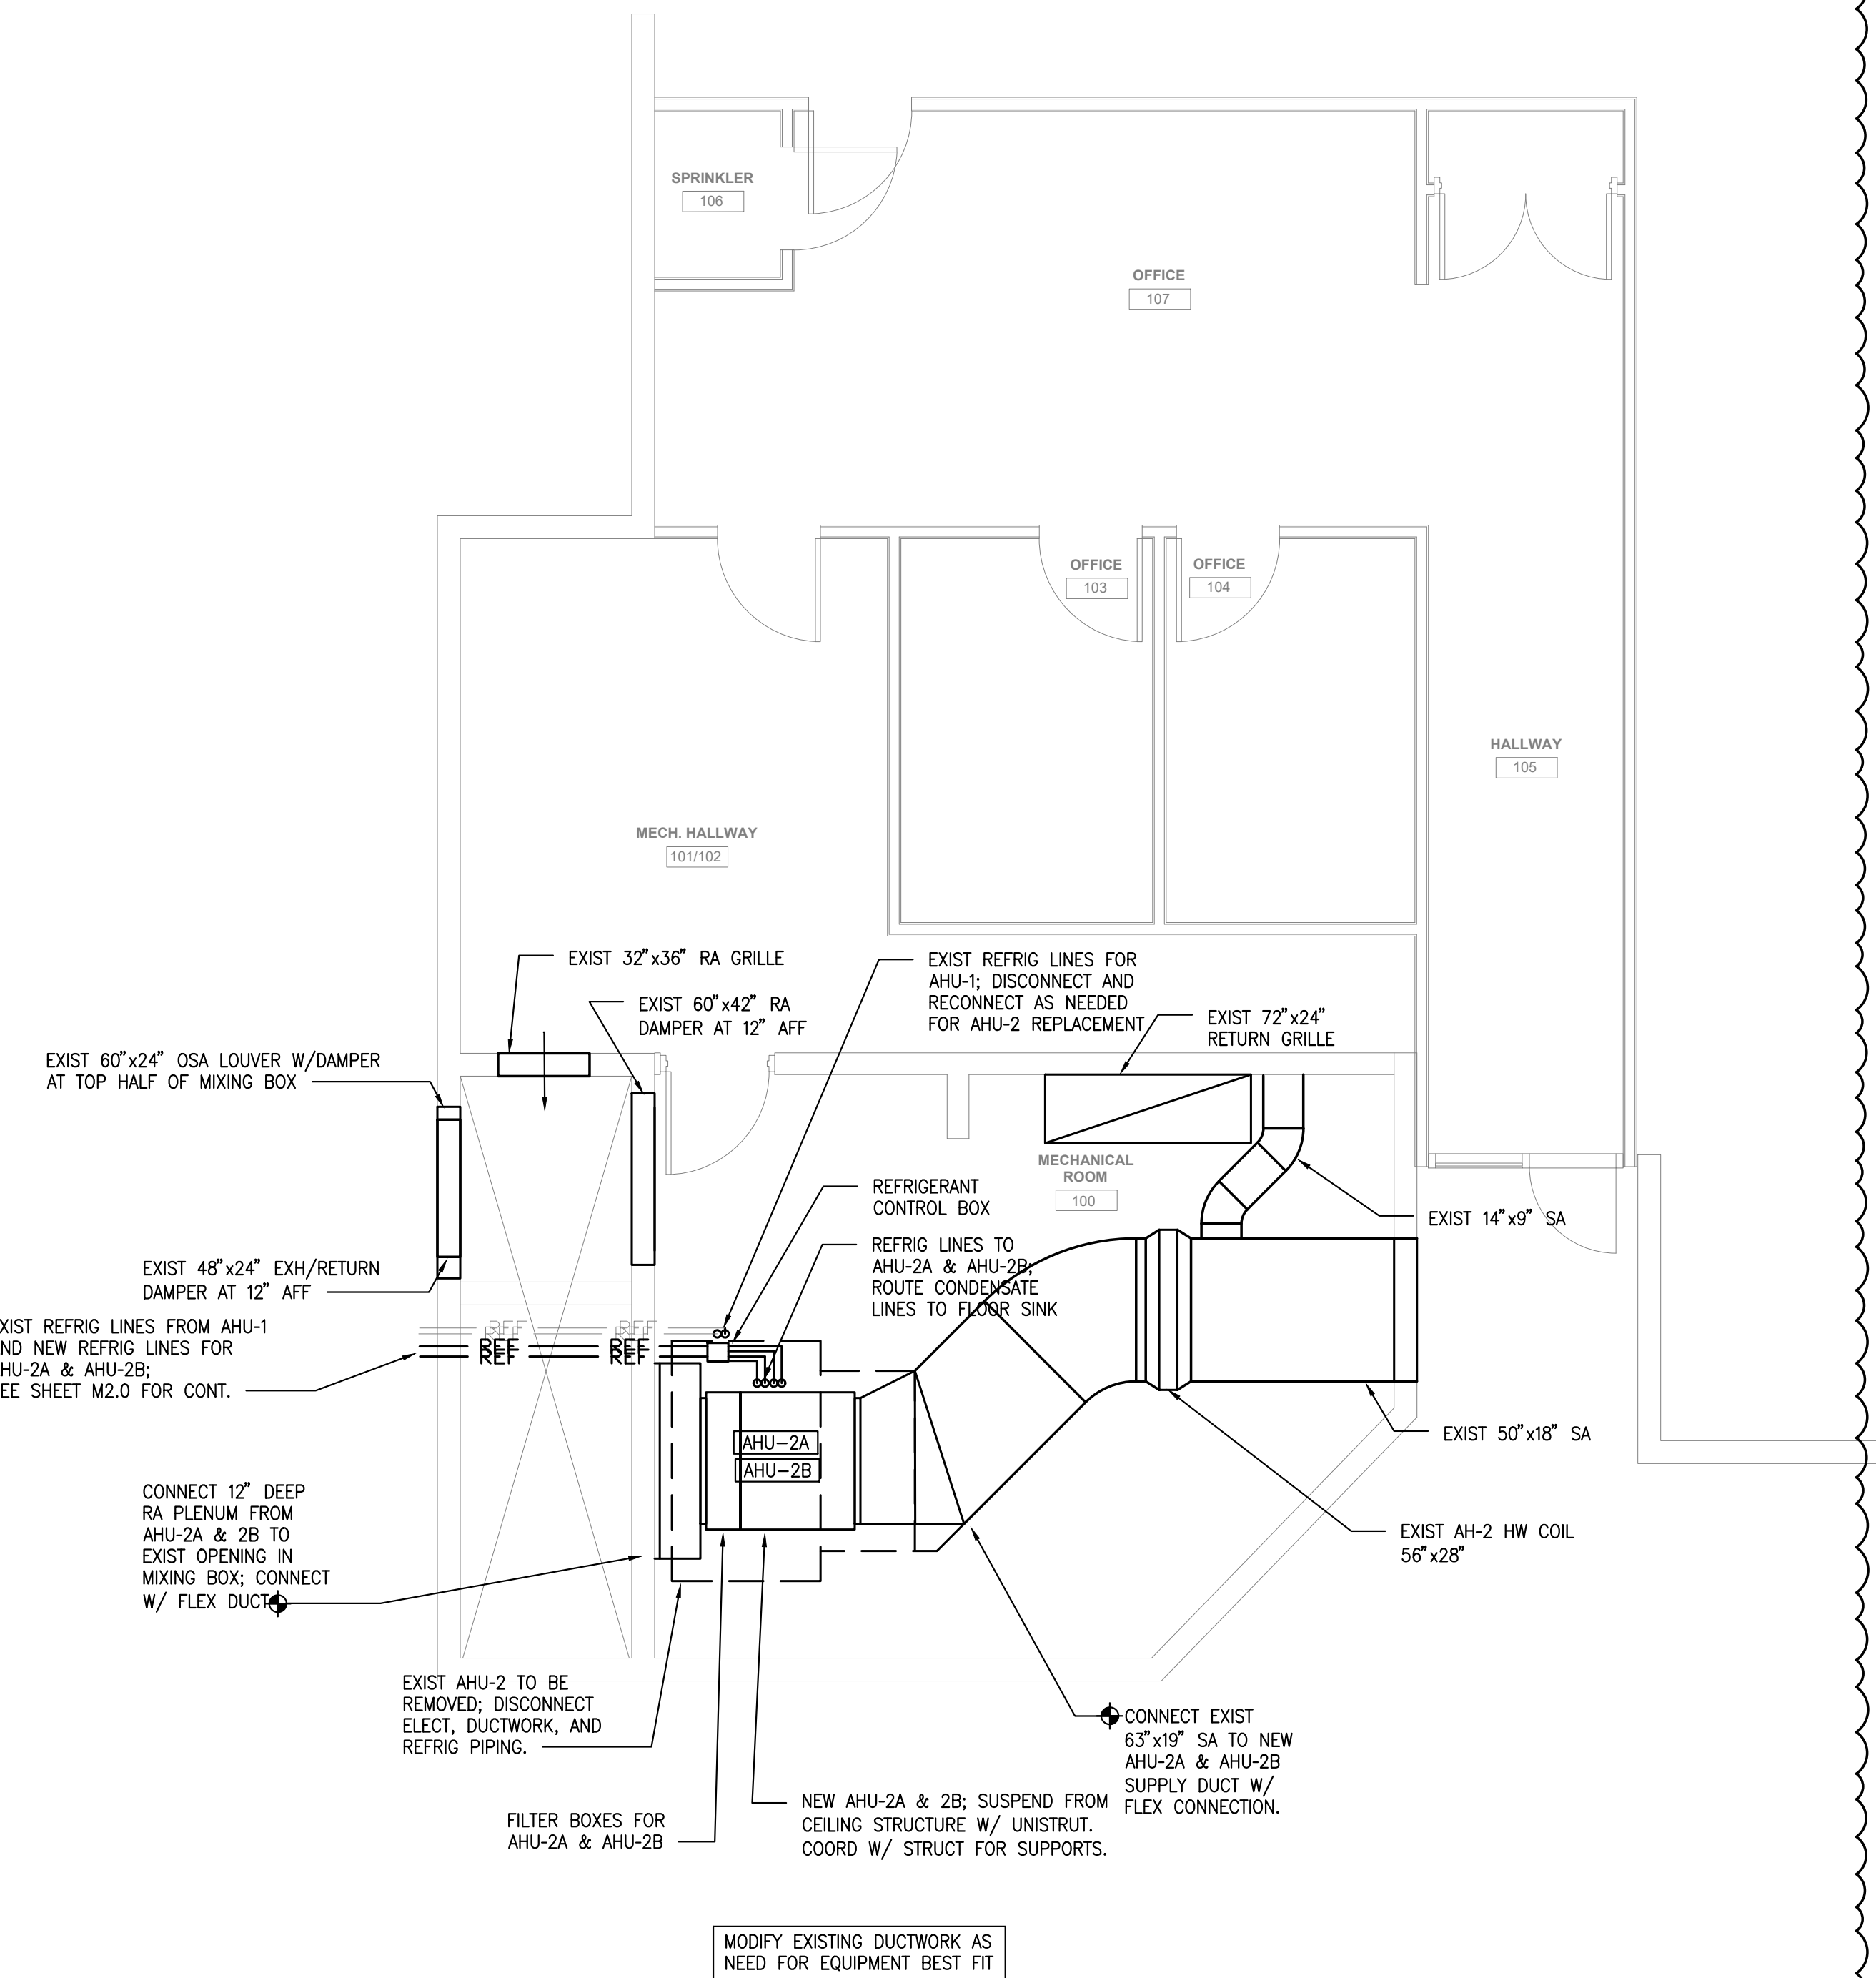 SPRINKLER
106
OFFICE
107
OFFICE
103
OFFICE
104
HALLWAY
105
MECH. HALLWAY
101/102
EXIST 32"x36" RA GRILLE
EXIST 60"x42" RA
DAMPER AT 12" AFF
EXIST REFRIG LINES FOR
AHU-1; DISCONNECT AND
RECONNECT AS NEEDED
FOR AHU-2 REPLACEMENT
EXIST 72"x24"
RETURN GRILLE
EXIST 60"x24" OSA LOUVER W/DAMPER
AT TOP HALF OF MIXING BOX
MECHANICAL
ROOM
100
REFRIGERANT
CONTROL BOX
EXIST 14"x9" SA
REFRIG LINES TO
AHU-2A & AHU-2B;
ROUTE CONDENSATE
LINES TO FLOOR SINK
EXIST 48"x24" EXH/RETURN
DAMPER AT 12" AFF
XIST REFRIG LINES FROM AHU-1
ND NEW REFRIG LINES FOR
HU-2A & AHU-2B;
EE SHEET M2.0 FOR CONT.
REF REF
REF REF
REF REF
AHU-2A
AHU-2B
EXIST 50"x18" SA
CONNECT 12" DEEP
RA PLENUM FROM
AHU-2A & 2B TO
EXIST OPENING IN
MIXING BOX; CONNECT
W/ FLEX DUCT
EXIST AH-2 HW COIL
56"x28"
EXIST AHU-2 TO BE
REMOVED; DISCONNECT
ELECT, DUCTWORK, AND
REFRIG PIPING.
CONNECT EXIST
63"x19" SA TO NEW
AHU-2A & AHU-2B
SUPPLY DUCT W/
FLEX CONNECTION.
FILTER BOXES FOR
AHU-2A & AHU-2B
NEW AHU-2A & 2B; SUSPEND FROM
CEILING STRUCTURE W/ UNISTRUT.
COORD W/ STRUCT FOR SUPPORTS.
MODIFY EXISTING DUCTWORK AS
NEED FOR EQUIPMENT BEST FIT